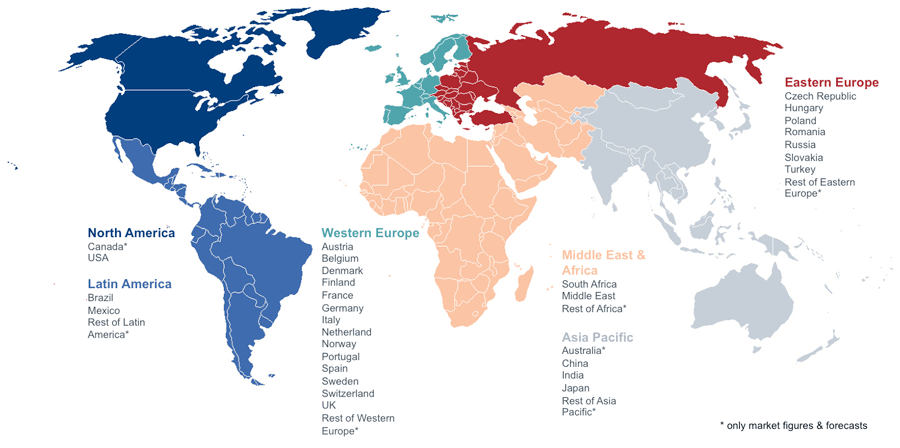 North America
Canada*
USA
Latin America
Brazil
Mexico
Rest of Latin
America*
Western Europe
Austria
Belgium
Denmark
Finland
France
Germany
Italy
Netherland
Norway
Portugal
Spain
Sweden
Switzerland
UK
Rest of Western
Europe*
Middle East &
Africa
South Africa
Middle East
Rest of Africa*
Asia Pacific
Australia*
China
India
Japan
Rest of Asia
Pacific*
Eastern Europe
Czech Republic
Hungary
Poland
Romania
Russia
Slovakia
Turkey
Rest of Eastern
Europe*
* only market figures & forecasts